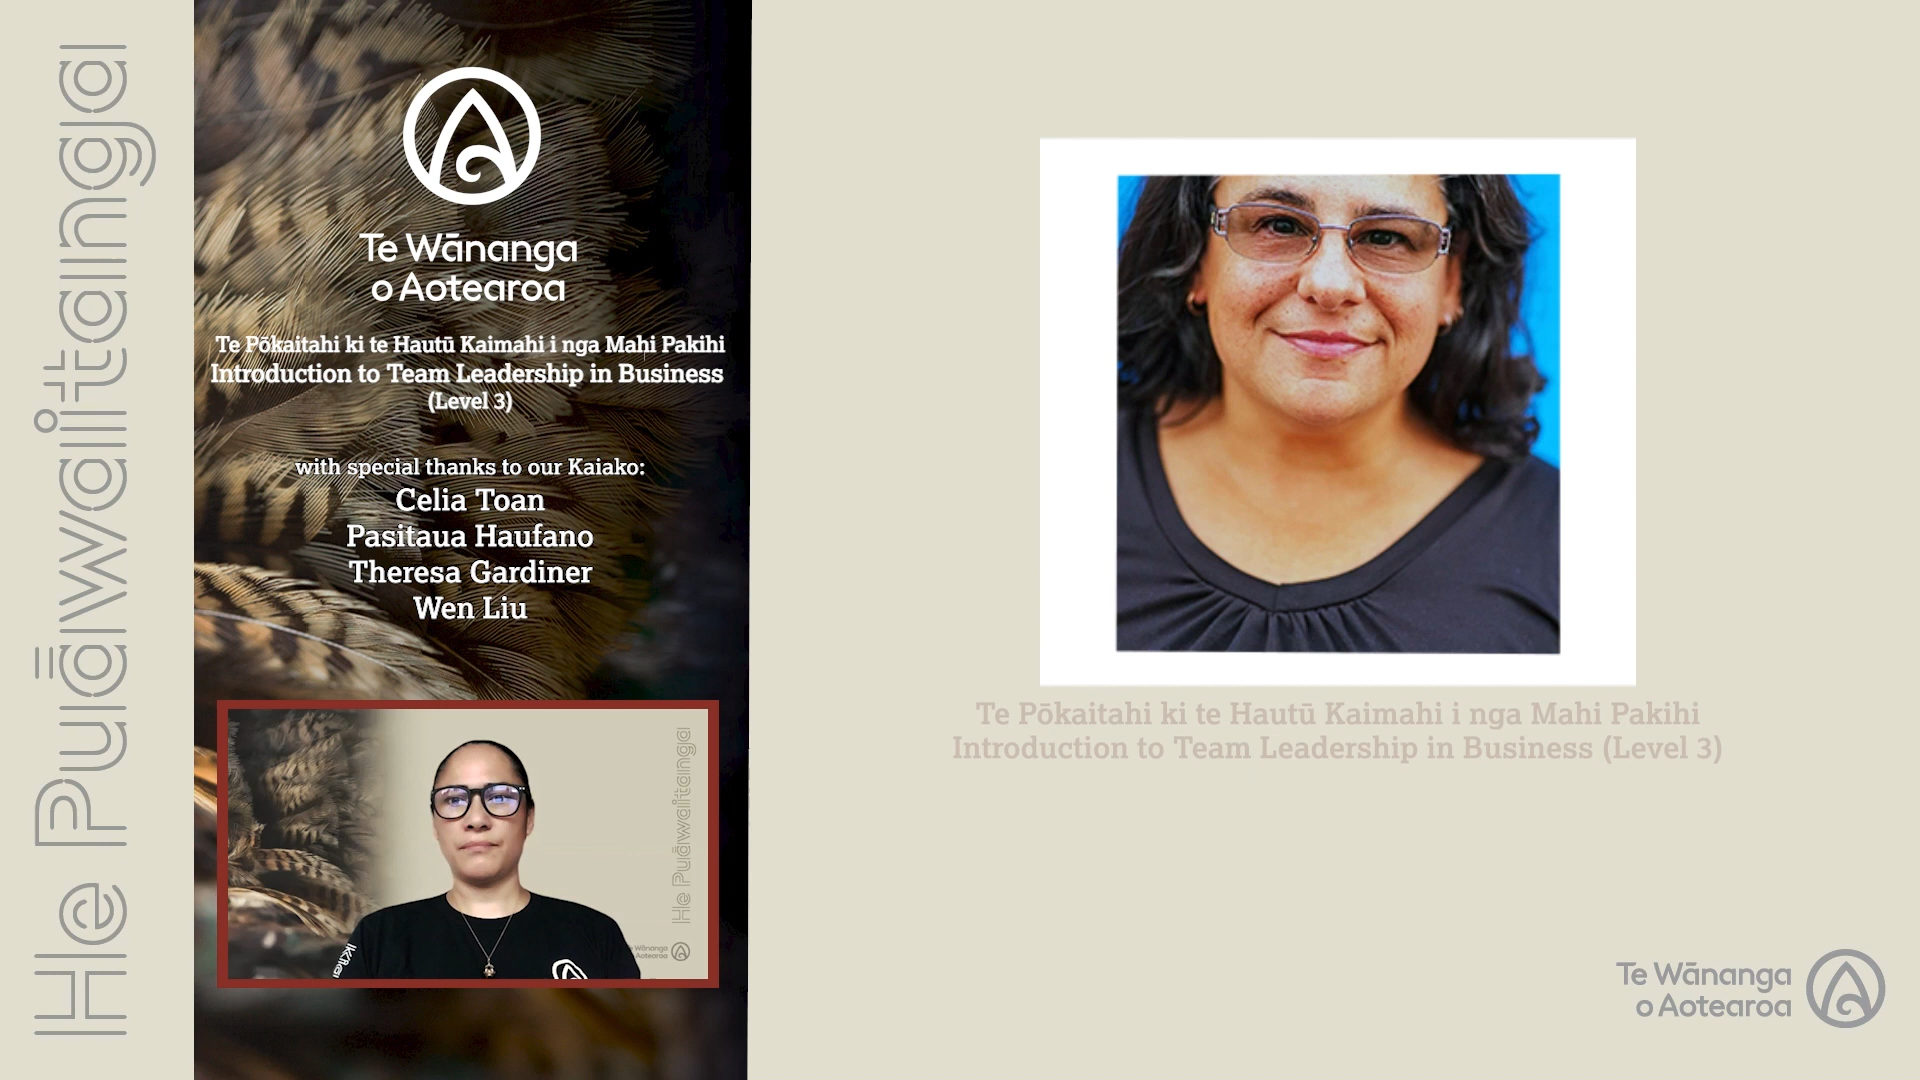 He Puāwaitanga
Te Wānanga
o Aotearoa
Te Pōkaitahi ki te Hautū Kaimahi i nga Mahi Pakihi
Introduction to Team Leadership in Business
(Level 3)
with special thanks to our Kaiako:
Celia Toan
Pasitaua Haufano
Theresa Gardiner
Wen Liu
He Puāwaitanga
Te Wānanga
o Aotearoa
Te Pōkaitahi ki te Hautū Kaimahi i nga Mahi Pakihi
Introduction to Team Leadership in Business (Level 3)
Te Wānanga
o Aotearoa